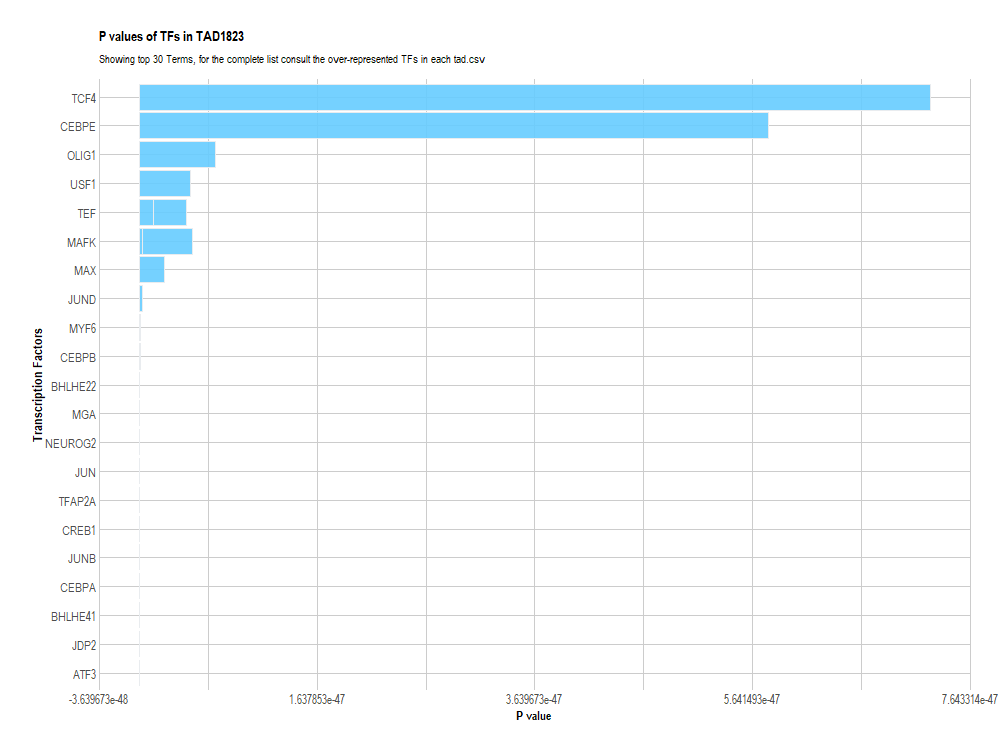 P values of TFs in TAD1823
Showing top 30 Terms, for the complete list consult the over-represented TFs in each tad.csv
Transcription Factors
TCF4
CEBPE
OLIG1
USF1
TEF
MAFK
MAX
JUND
MYF6
CEBPB
BHLHE22
MGA
NEUROG2
JUN
TFAP2A
CREB1
JUNB
CEBPA
BHLHE41
JDP2
ATF3
-3.639673e-48 1.637853e-47 3.639673e-47 5.641493e-47 7.643314e-47
P value